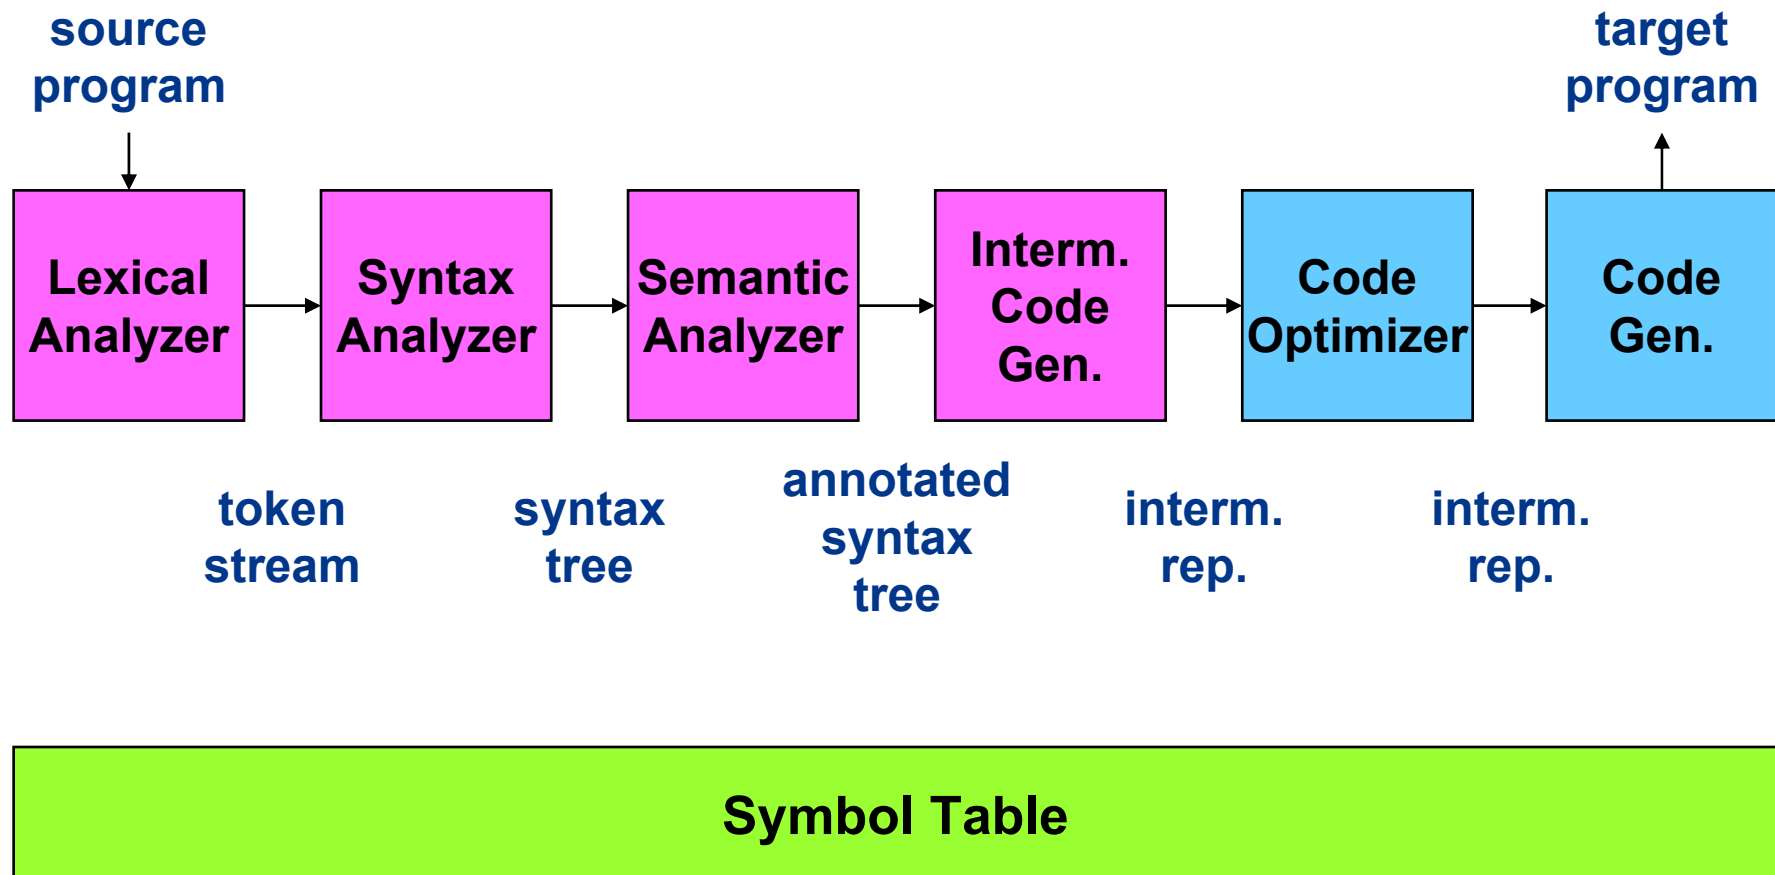 source
program
target
program
Lexical
Analyzer
Syntax
Analyzer
Semantic
Analyzer
Interm.
Code
Gen.
Code
Optimizer
Code
Gen.
token
stream
syntax
tree
annotated
syntax
tree
interm.
rep.
interm.
rep.
Symbol Table